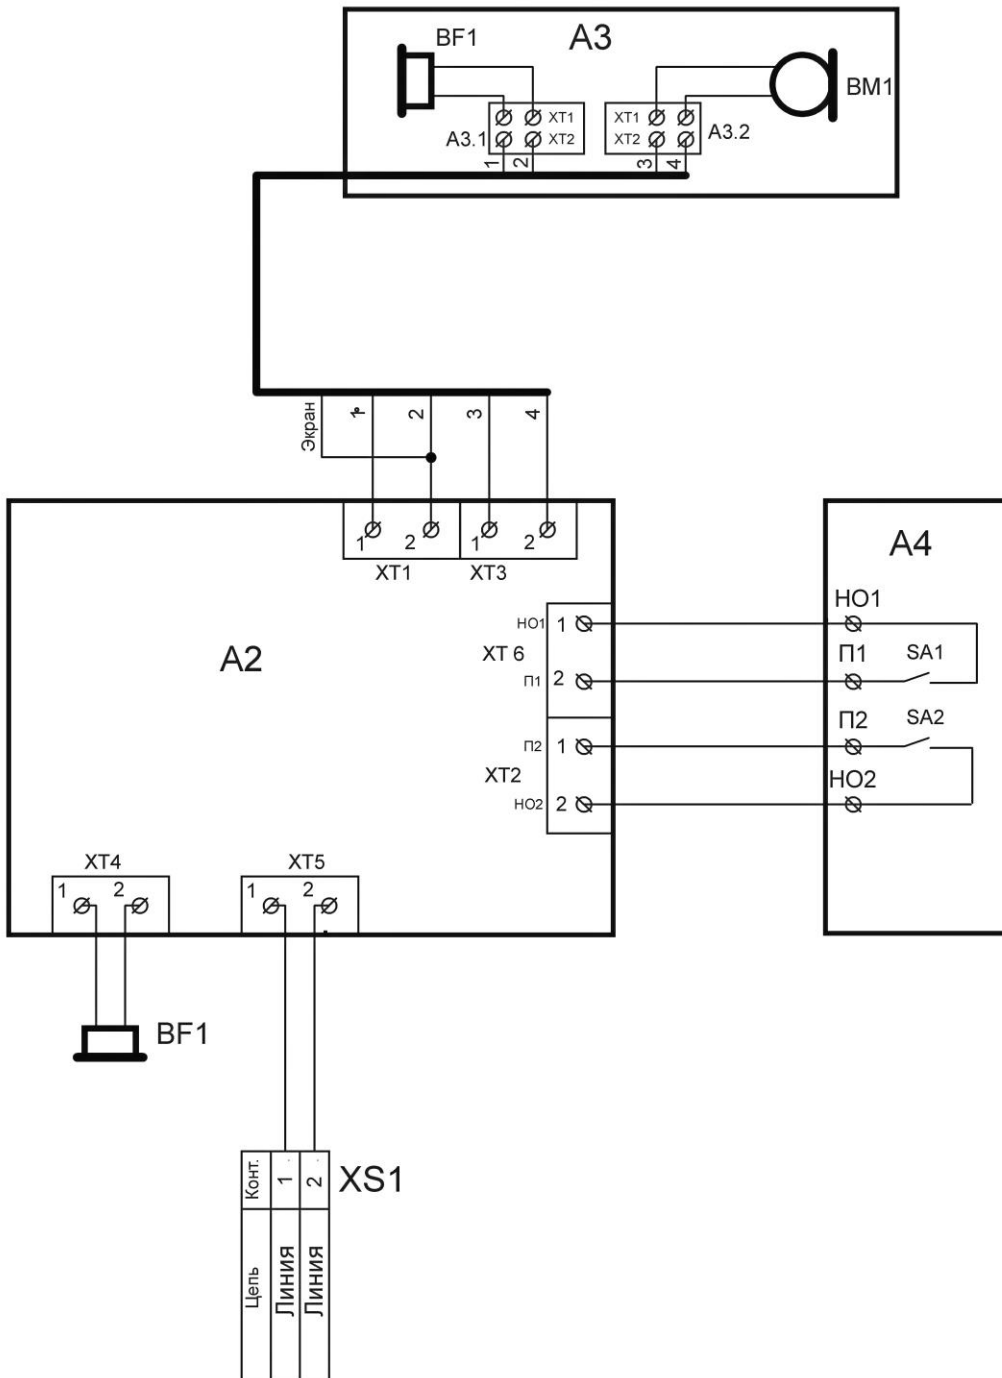 BF1
A3
BM1
A3.1
XT1
XT2
XT1
XT2
A3.2
1
2
3
4
Экран
1
2
3
4
1
2
1
2
XT1
XT3
A2
HO1
1
XT 6
П1
2
П2
1
XT2
HO2
2
A4
HO1
П1
SA1
П2
SA2
HO2
XT4
1
2
XT5
1
2
BF1
XS1
Конт.
1
2
Цепь
Линия
Линия